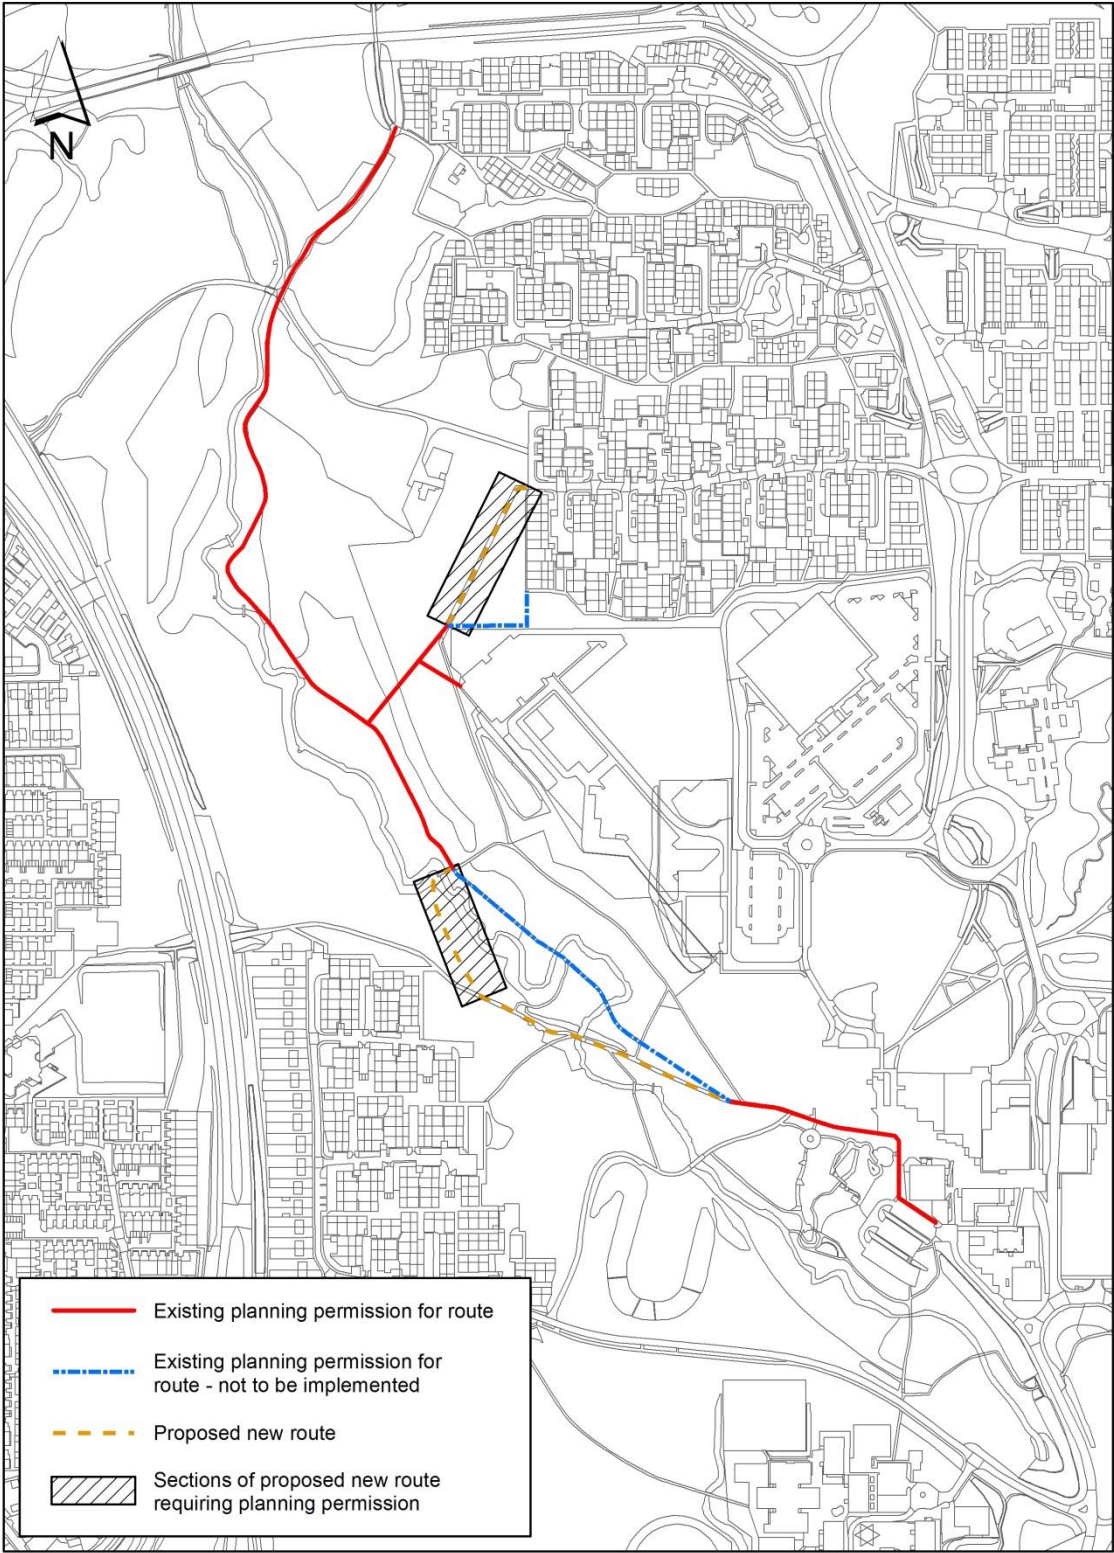 N
Existing planning permission for route
Existing planning permission for
route - not to be implemented
Proposed new route
Sections of proposed new route
requiring planning permission